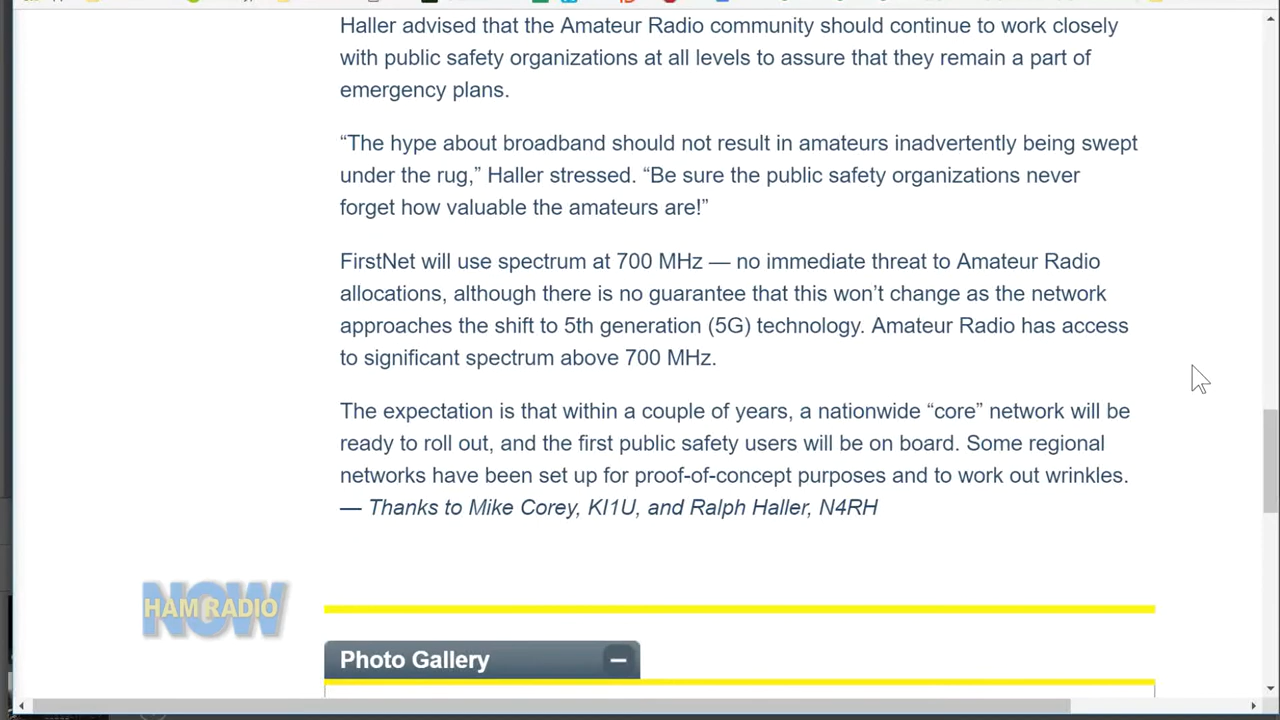 Haller advised that the Amateur Radio community should continue to work closely
with public safety organizations at all levels to assure that they remain a part of
emergency plans.
“The hype about broadband should not result in amateurs inadvertently being swept
under the rug,” Haller stressed. “Be sure the public safety organizations never
forget how valuable the amateurs are!”
FirstNet will use spectrum at 700 MHz — no immediate threat to Amateur Radio
allocations, although there is no guarantee that this won’t change as the network
approaches the shift to 5th generation (5G) technology. Amateur Radio has access
to significant spectrum above 700 MHz.
The expectation is that within a couple of years, a nationwide “core” network will be
ready to roll out, and the first public safety users will be on board. Some regional
networks have been set up for proof-of-concept purposes and to work out wrinkles.
— Thanks to Mike Corey, KI1U, and Ralph Haller, N4RH
NOW
HAM RADIO
Photo Gallery